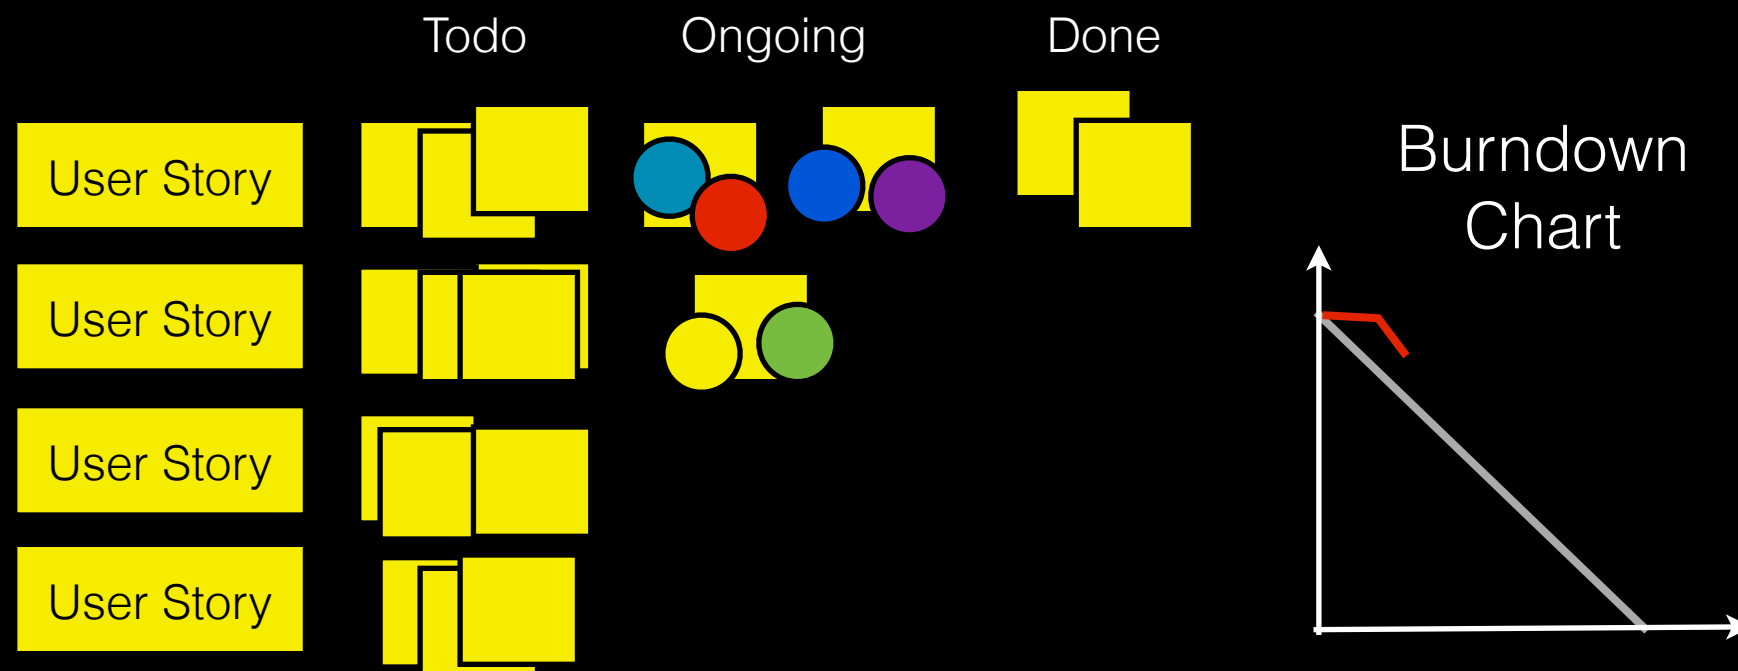 Todo
Ongoing
Done
User Story
User Story
User Story
User Story
Burndown
Chart